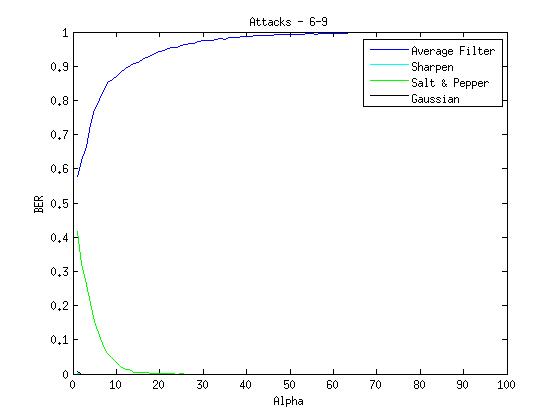 Attacks - 6-9
1
0.9
0.8
0.7
0.6
0.5
0.4
0.3
0.2
0.1
0
BER
Average Filter
Sharpen
Salt & Pepper
Gaussian
0 10 20 30 40 50 60 70 80 90 100
Alpha